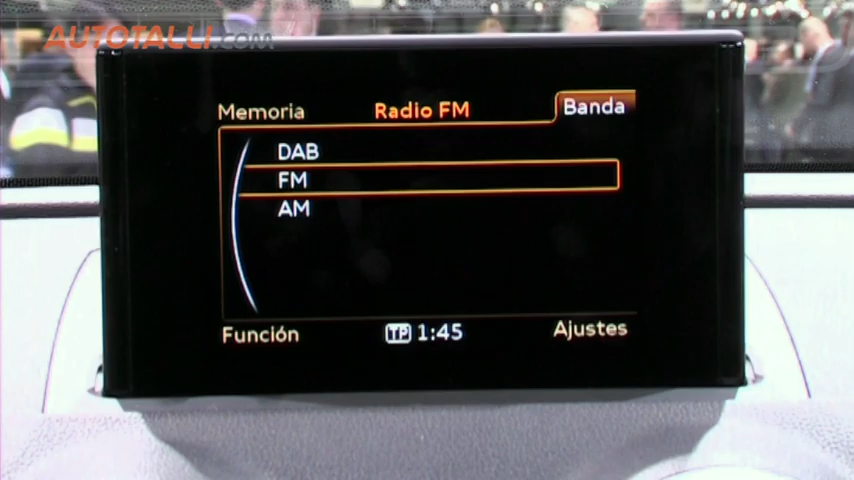 AUTOTALLI.COM
Memoria Radio FM Banda
DAB
FM
AM
Función TP 1:45 Ajustes